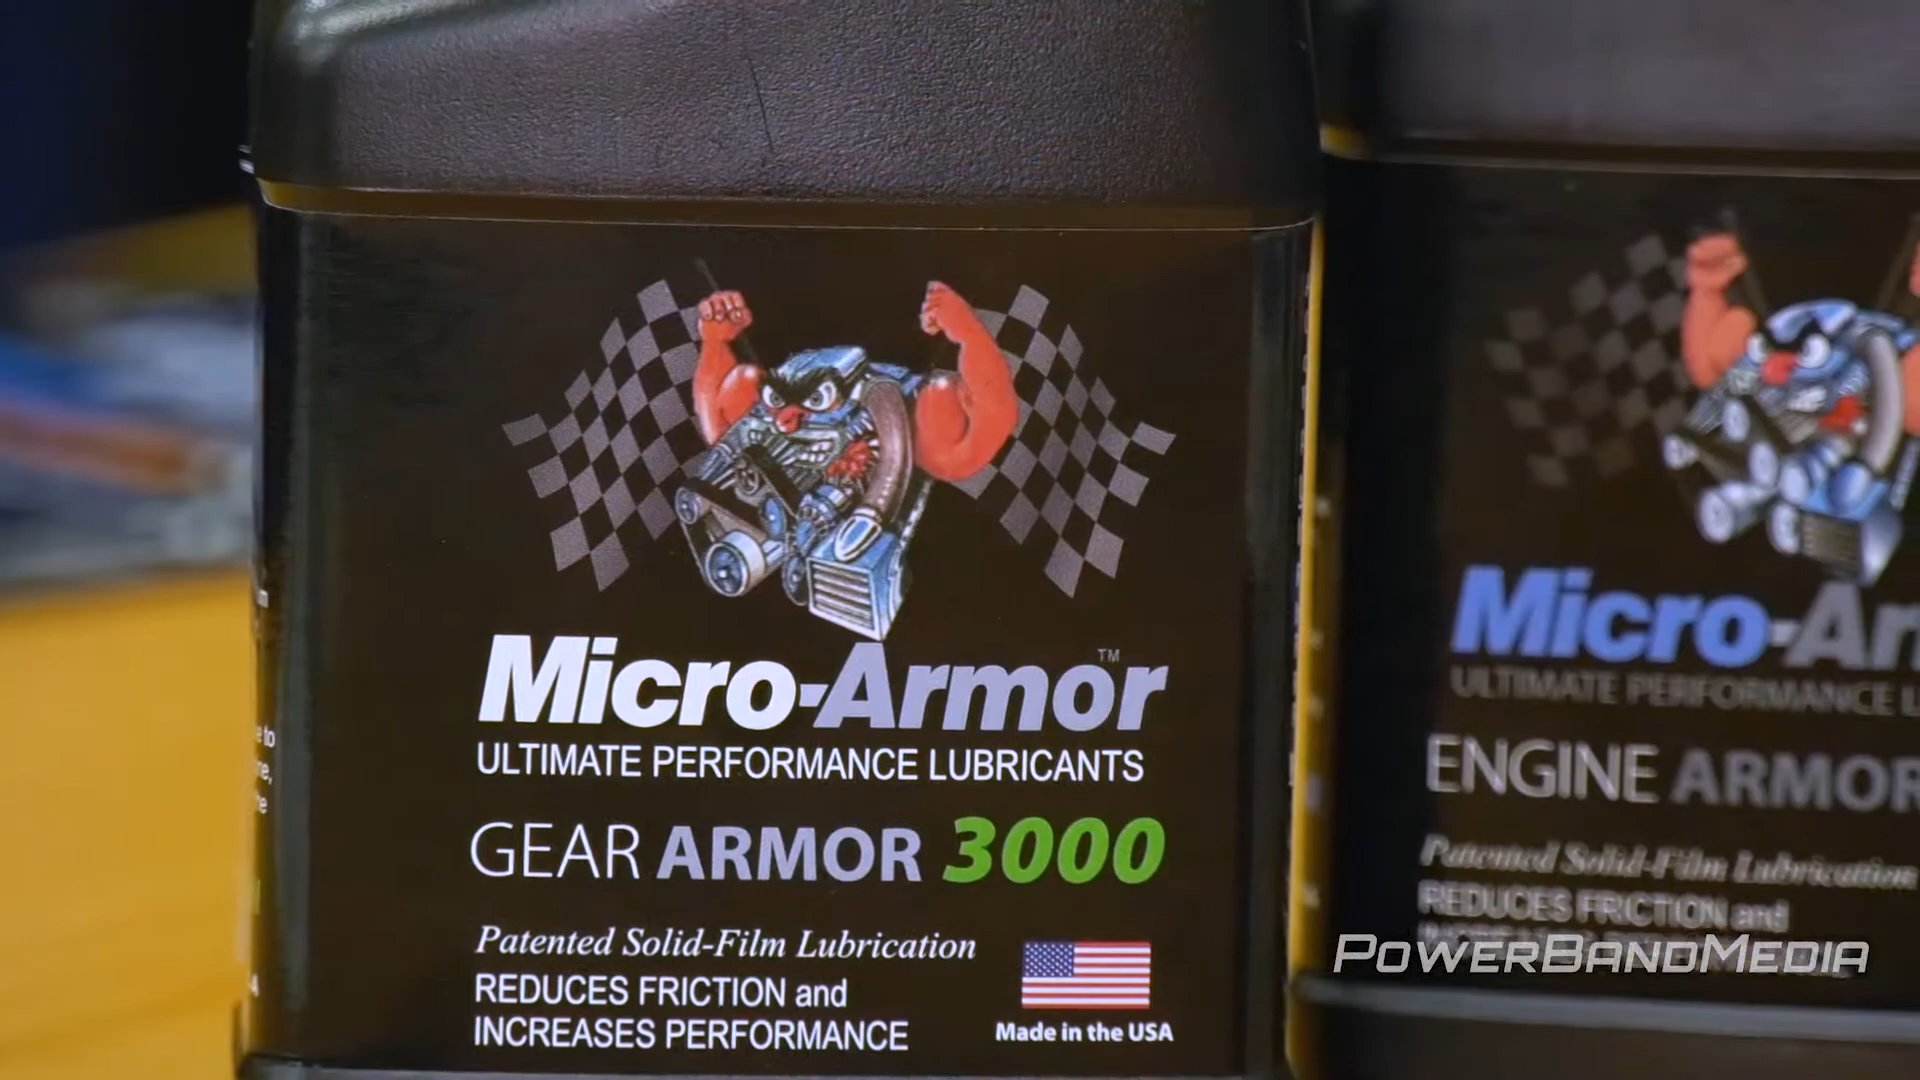 Micro-Armor™
ULTIMATE PERFORMANCE LUBRICANTS
GEAR ARMOR 3000
Patented Solid-Film Lubrication
REDUCES FRICTION and
INCREASES PERFORMANCE
Made in the USA
Micro-Ar
ULTIMATE PERFORMANCE L
ENGINE ARMOR
Patented Solid-Film Lubrication
REDUCES FRICTION and
POWERBANDMEDIA